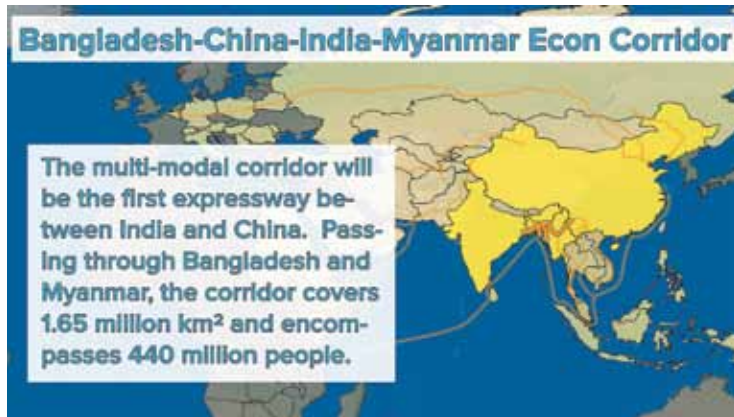 Bangladesh-China-India-Myanmar Econ Corridor
The multi-modal corridor will
be the first expressway be-
tween India and China. Pass-
ing through Bangladesh and
Myanmar, the corridor covers
1.65 million km² and encom-
passes 440 million people.